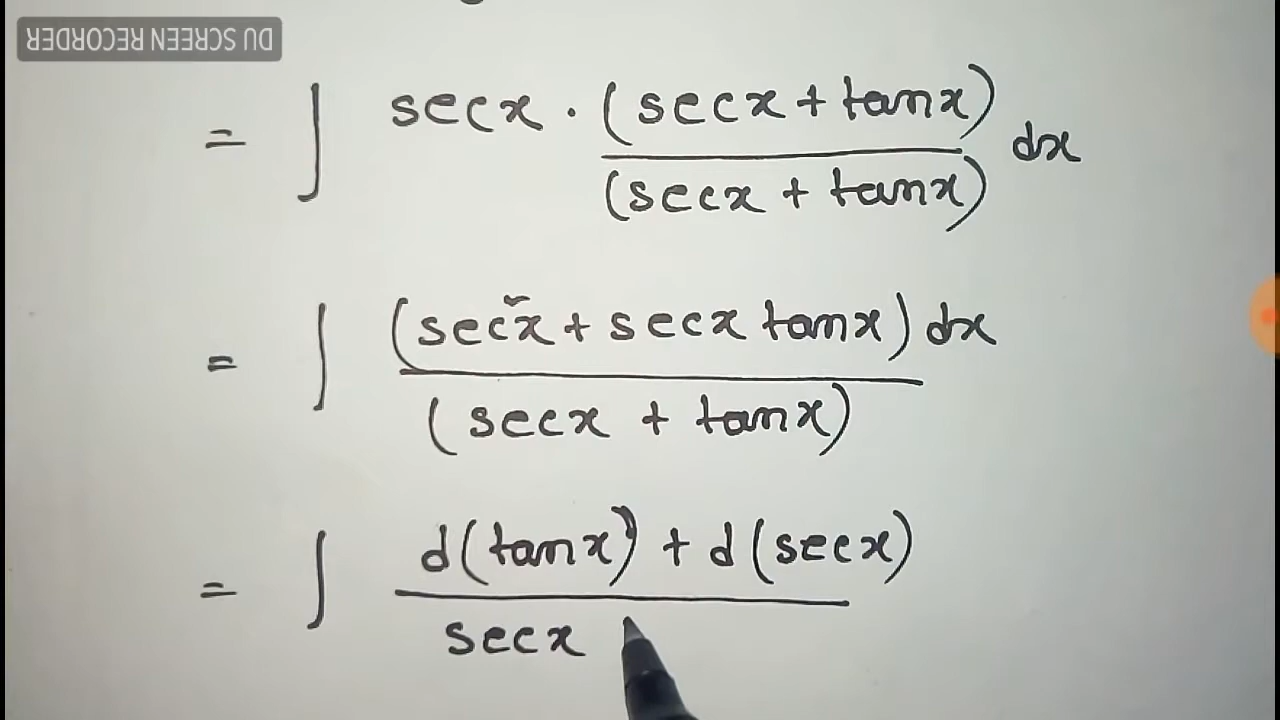 DU SCREEN RECORDER
= ∫ secx · (secx + tanx) / (secx + tanx) dx
= ∫ (sec²x + secx tanx) dx / (secx + tanx)
= ∫ d(tanx) + d(secx) / secx